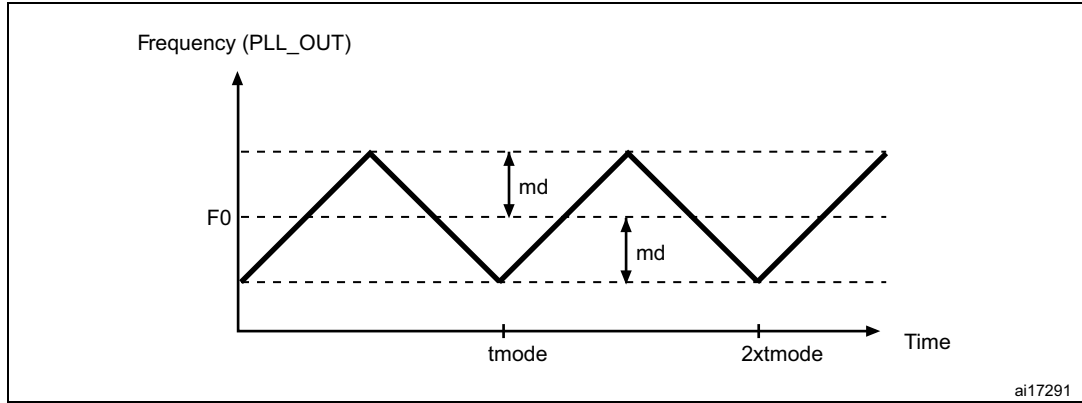 Frequency (PLL_OUT)
md
F0
md
tmode
2xtmode
Time
ai17291